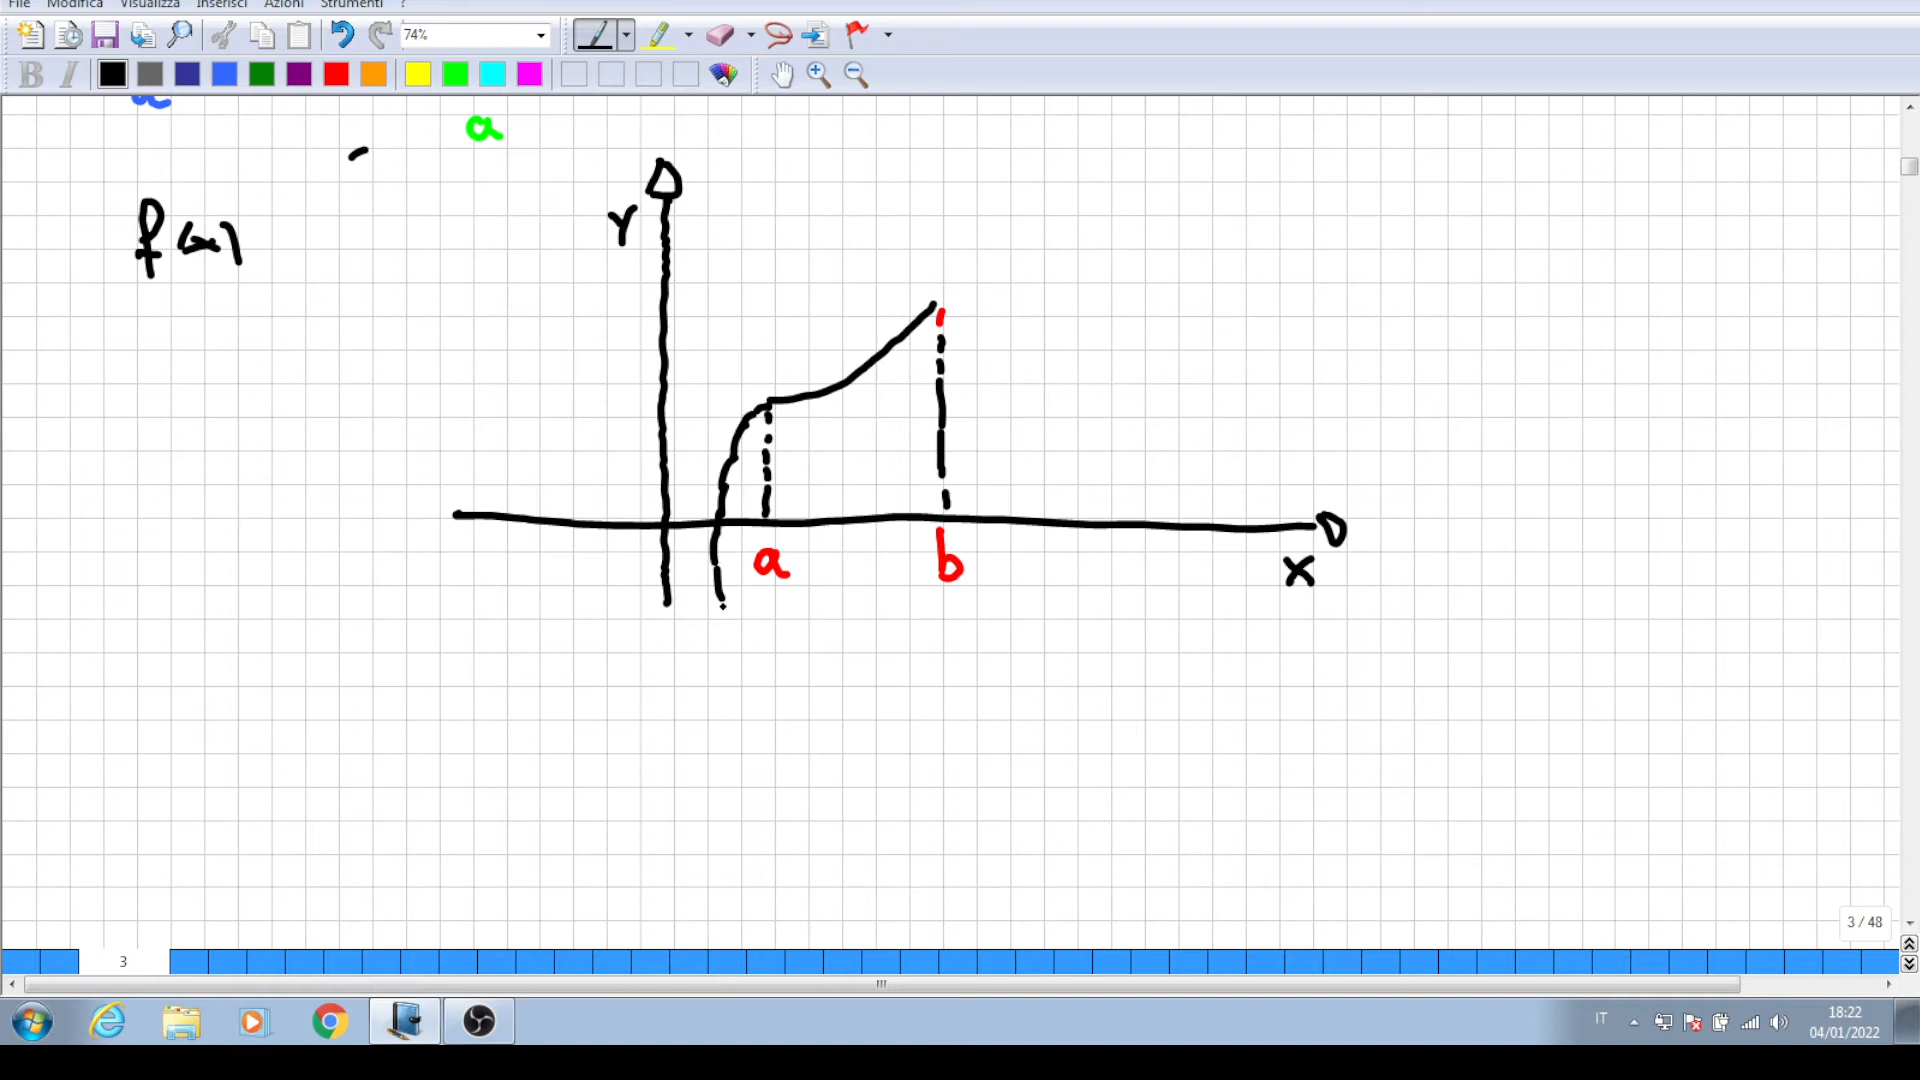 File Modifica Visualizza Inserisci Azioni Strumenti ?
74%
B I
a
f(x)
Y
a b
X
3 / 48
3
IT
18:22
04/01/2022